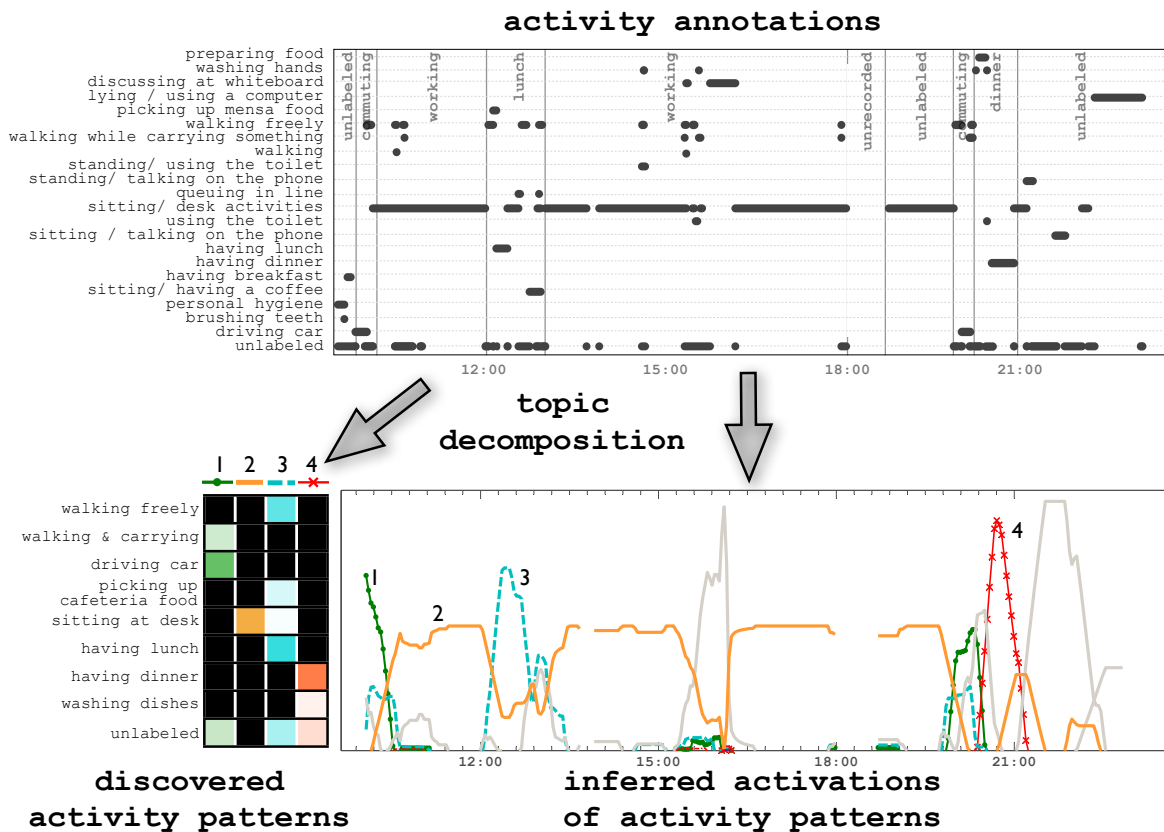 activity annotations
preparing food
washing hands
discussing at whiteboard
lying / using a computer
picking up mensa food
walking freely
walking while carrying something
walking
standing/ using the toilet
standing/ talking on the phone
queuing in line
sitting/ desk activities
using the toilet
sitting / talking on the phone
having lunch
having dinner
having breakfast
sitting/ having a coffee
personal hygiene
brushing teeth
driving car
unlabeled
unlabeled
commuting
working
lunch
working
unrecorded
unlabeled
commuting
dinner
unlabeled
12:00 15:00 18:00 21:00
topic
decomposition
1 2 3 4
walking freely
walking & carrying
driving car
picking up
cafeteria food
sitting at desk
having lunch
having dinner
washing dishes
unlabeled
1
2
3
4
12:00 15:00 18:00 21:00
discovered
activity patterns
inferred activations
of activity patterns